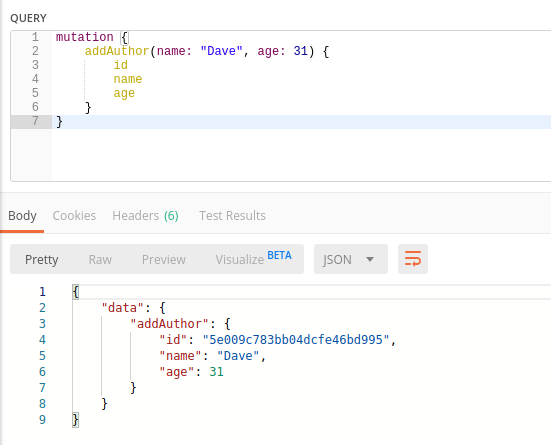 QUERY
1 mutation {
2     addAuthor(name: "Dave", age: 31) {
3         id
4         name
5         age
6     }
7 }
Body Cookies Headers (6) Test Results
Pretty Raw Preview Visualize BETA JSON
1 {
2     "data": {
3         "addAuthor": {
4             "id": "5e009c783bb04dcfe46bd995",
5             "name": "Dave",
6             "age": 31
7         }
8     }
9 }